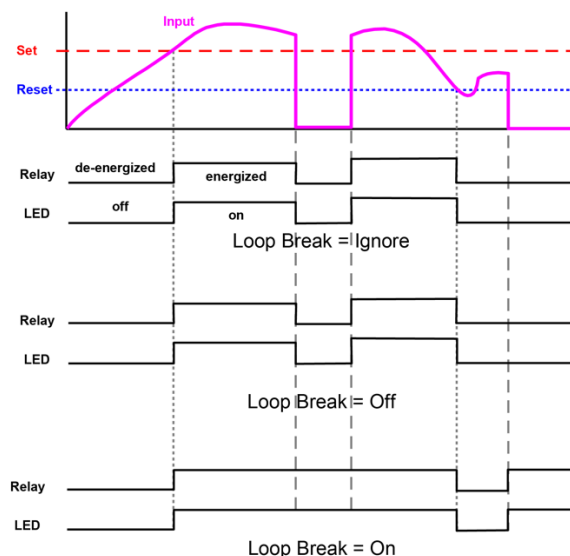 Input
Set
Reset
Relay de-energized energized
LED off on
Loop Break = Ignore
Relay
LED
Loop Break = Off
Relay
LED
Loop Break = On